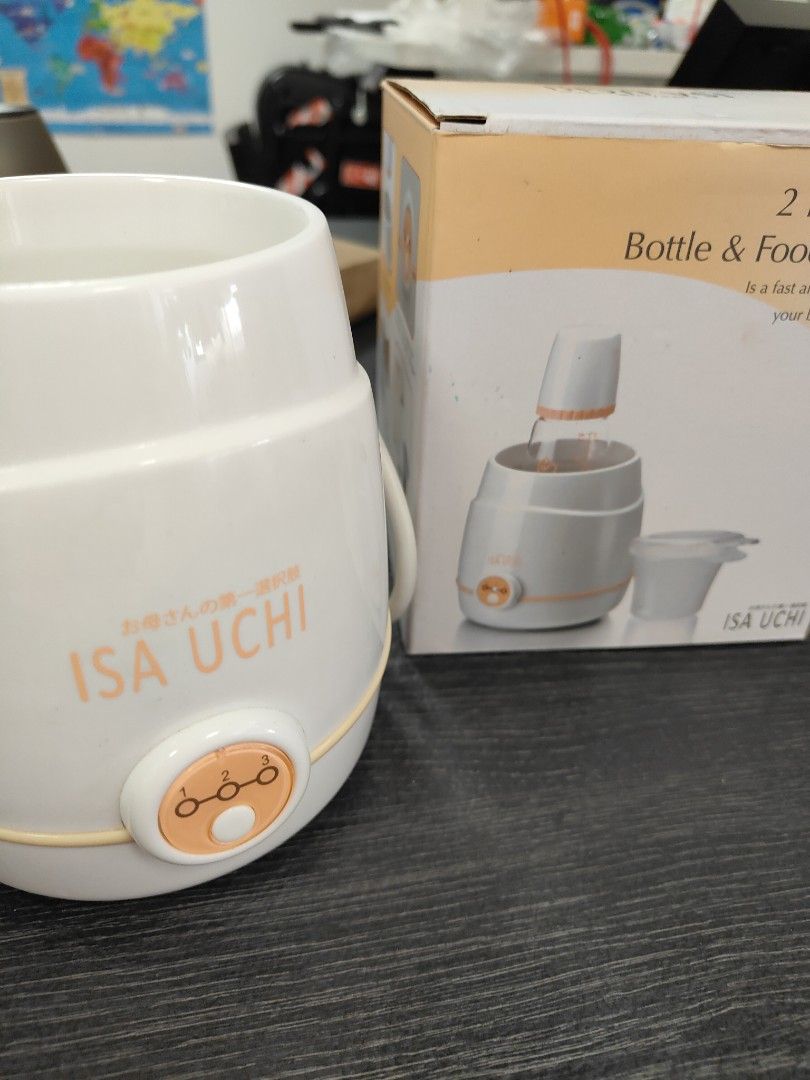 お母さんの第一選択肢
ISA UCHI
1 2 3
2
Bottle & Foo
Is a fast a
your
ISA UCHI